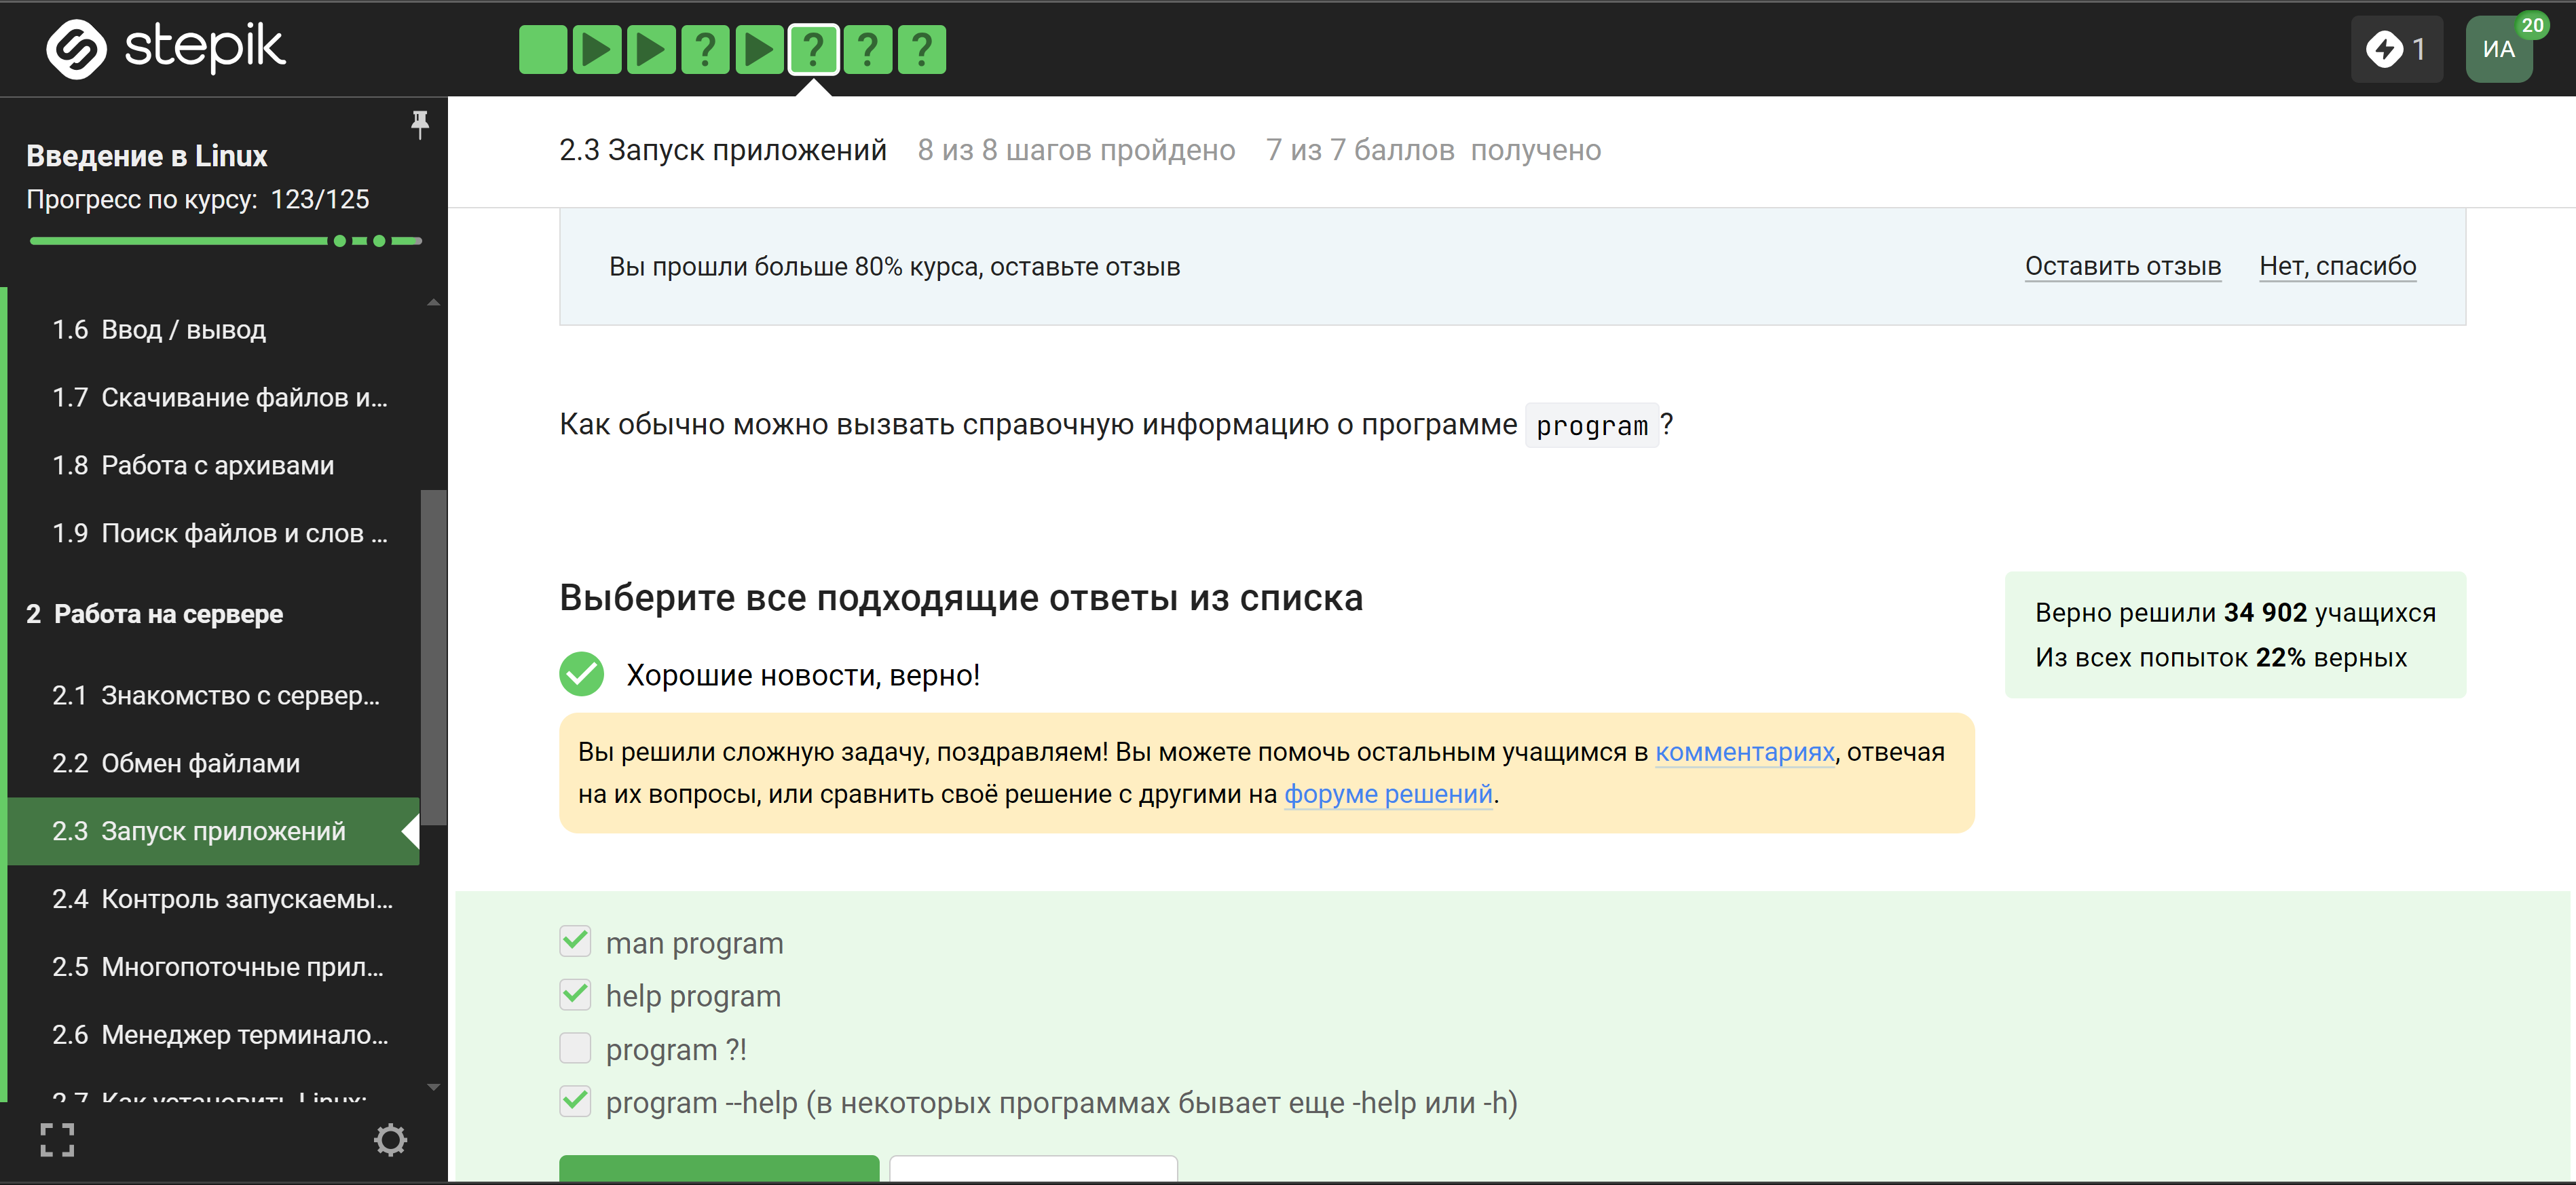 stepik
? ? ? ?
1
ИА
20
Введение в Linux
Прогресс по курсу: 123/125
1.6 Ввод / вывод
1.7 Скачивание файлов и...
1.8 Работа с архивами
1.9 Поиск файлов и слов ...
2 Работа на сервере
2.1 Знакомство с сервер...
2.2 Обмен файлами
2.3 Запуск приложений
2.4 Контроль запускаемы...
2.5 Многопоточные прил...
2.6 Менеджер терминало...
2.7 Как установить Linux:
2.3 Запуск приложений 8 из 8 шагов пройдено 7 из 7 баллов получено
Вы прошли больше 80% курса, оставьте отзыв
Оставить отзыв Нет, спасибо
Как обычно можно вызвать справочную информацию о программе program?
Выберите все подходящие ответы из списка
Верно решили 34 902 учащихся
Из всех попыток 22% верных
Хорошие новости, верно!
Вы решили сложную задачу, поздравляем! Вы можете помочь остальным учащимся в комментариях, отвечая
на их вопросы, или сравнить своё решение с другими на форуме решений.
man program
help program
program ?!
program --help (в некоторых программах бывает еще -help или -h)